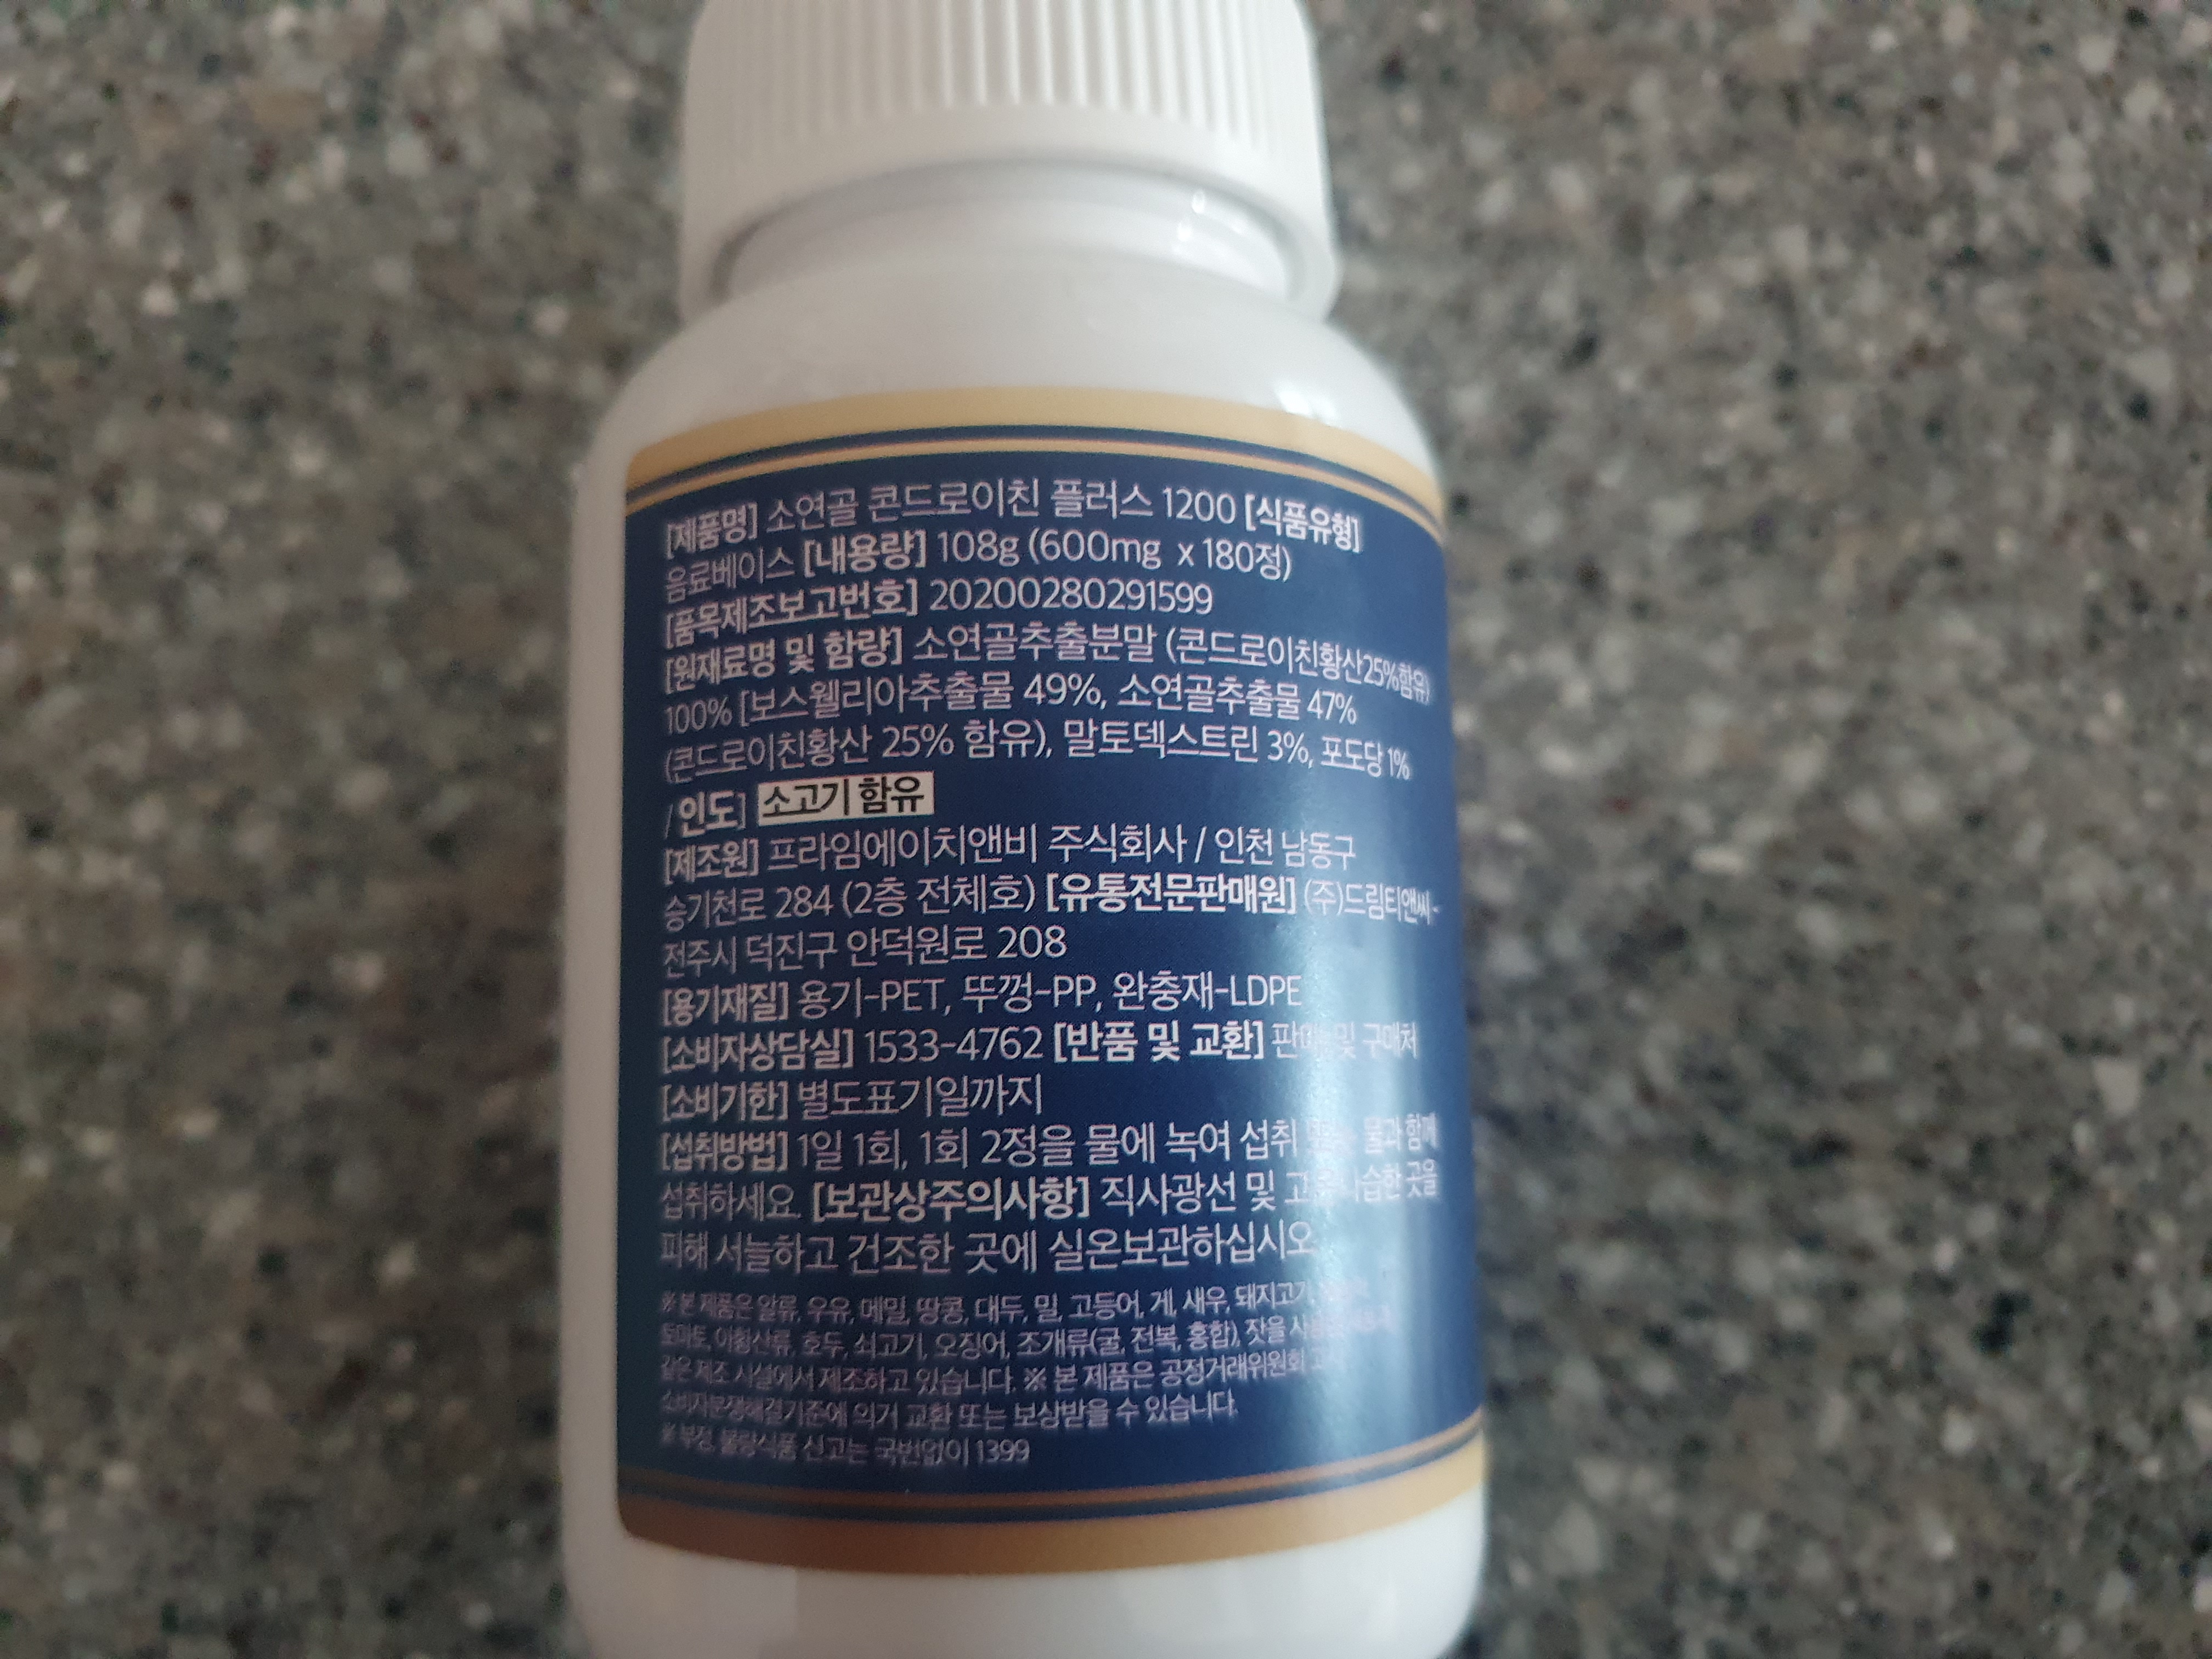 [제품명] 소연골 콘드로이친 플러스 1200 [식품유형]
음료베이스 [내용량] 108g (600mg x 180정)
[품목제조보고번호] 20200280291599
[원재료명 및 함량] 소연골추출분말 (콘드로이친황산25%함유)
100% [보스웰리아추출물 49%, 소연골추출물 47%
(콘드로이친황산 25% 함유), 말토덱스트린 3%, 포도당 1%
/ 인도] 소고기 함유
[제조원] 프라임에이치앤비 주식회사 / 인천 남동구
승기천로 284 (2층 전체호) [유통전문판매원] (주)드림티앤씨 -
전주시 덕진구 안덕원로 208
[용기재질] 용기-PET, 뚜껑-PP, 완충재-LDPE
[소비자상담실] 1533-4762 [반품 및 교환] 및 구매처
[소비기한] 별도표기일까지
[섭취방법] 1일 1회, 1회 2정을 물에 녹여 섭취 물과 함께
섭취하세요. [보관상주의사항] 직사광선 및 습한 곳을
피해 서늘하고 건조한 곳에 실온보관하십시오
※ 본 제품은 알류, 우유, 메밀, 땅콩, 대두, 밀, 고등어, 게, 새우, 돼지고기,
토마토, 아황산류, 호두, 쇠고기, 오징어, 조개류(굴, 전복, 홍합), 잣을
같은 제조 시설에서 제조하고 있습니다. ※ 본 제품은 공정거래위원회
소비자분쟁해결기준에 의거 교환 또는 보상받을 수 있습니다.
※ 부정, 불량식품 신고는 국번없이 1399